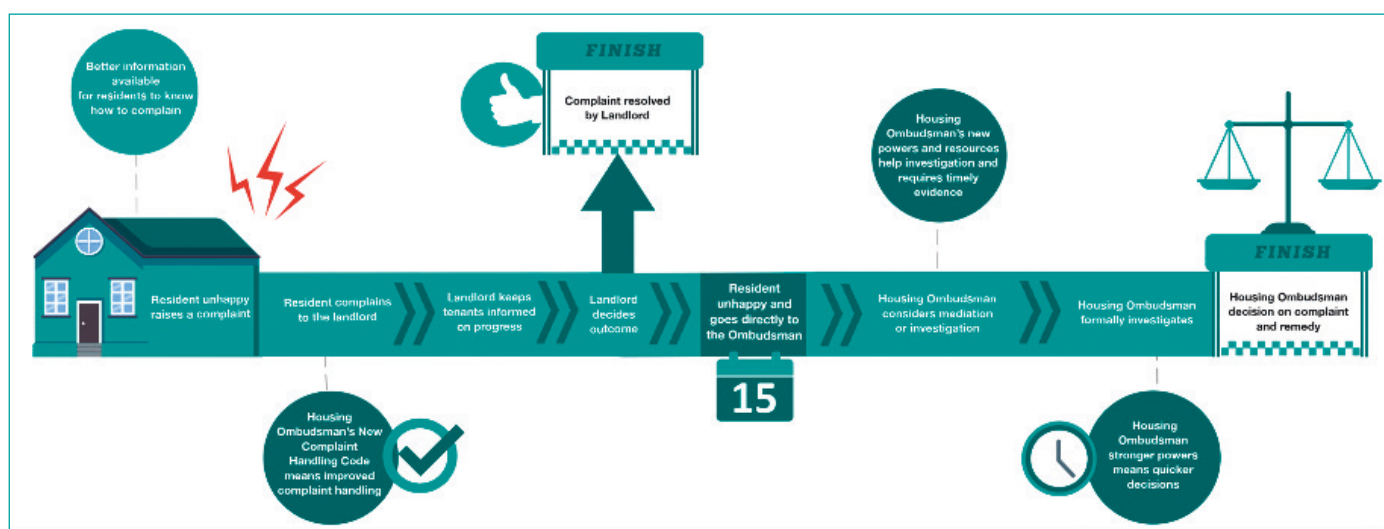 Better information
available
for residents to know
how to complain
FINISH
Complaint resolved
by Landlord
Housing
Ombudsman's new
powers and resources
help investigation and
requires timely
evidence
Resident unhappy
raises a complaint
Resident complains
to the landlord
Landlord keeps
tenants informed
on progress
Landlord
decides
outcome
Resident
unhappy and
goes directly to
the Ombudsman
Housing Ombudsman
considers mediation
or investigation
Housing Ombudsman
formally investigates
FINISH
Housing Ombudsman
decision on complaint
and remedy
15
Housing
Ombudsman's New
Complaint
Handling Code
means improved
complaint handling
Housing
Ombudsman
stronger powers
means quicker
decisions